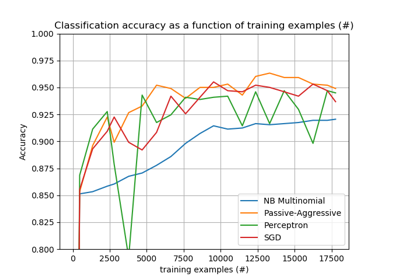 Classification accuracy as a function of training examples (#)
1.000
0.975
0.950
0.925
0.900
0.875
0.850
0.825
0.800
Accuracy
0 2500 5000 7500 10000 12500 15000 17500
training examples (#)
NB Multinomial
Passive-Aggressive
Perceptron
SGD